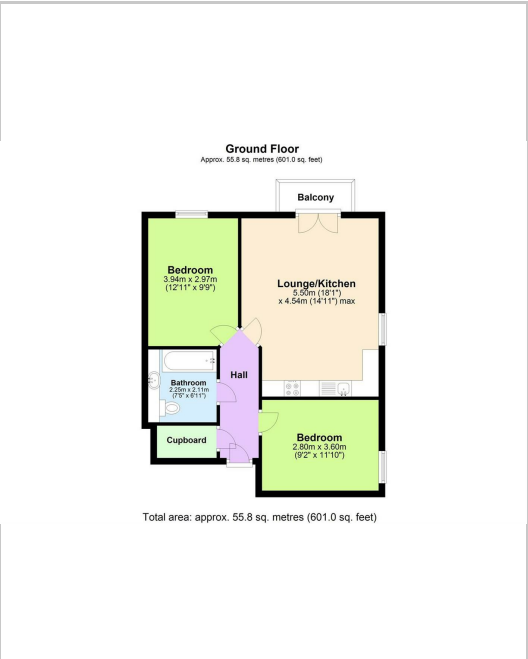 Ground Floor
Approx. 55.8 sq. metres (601.0 sq. feet)
Balcony
Bedroom
3.94m x 2.97m
(12'11" x 9'9")
Lounge/Kitchen
5.50m (18'1")
x 4.54m (14'11") max
Hall
Bathroom
2.25m x 2.11m
(7'5" x 6'11")
Cupboard
Bedroom
2.80m x 3.60m
(9'2" x 11'10")
Total area: approx. 55.8 sq. metres (601.0 sq. feet)